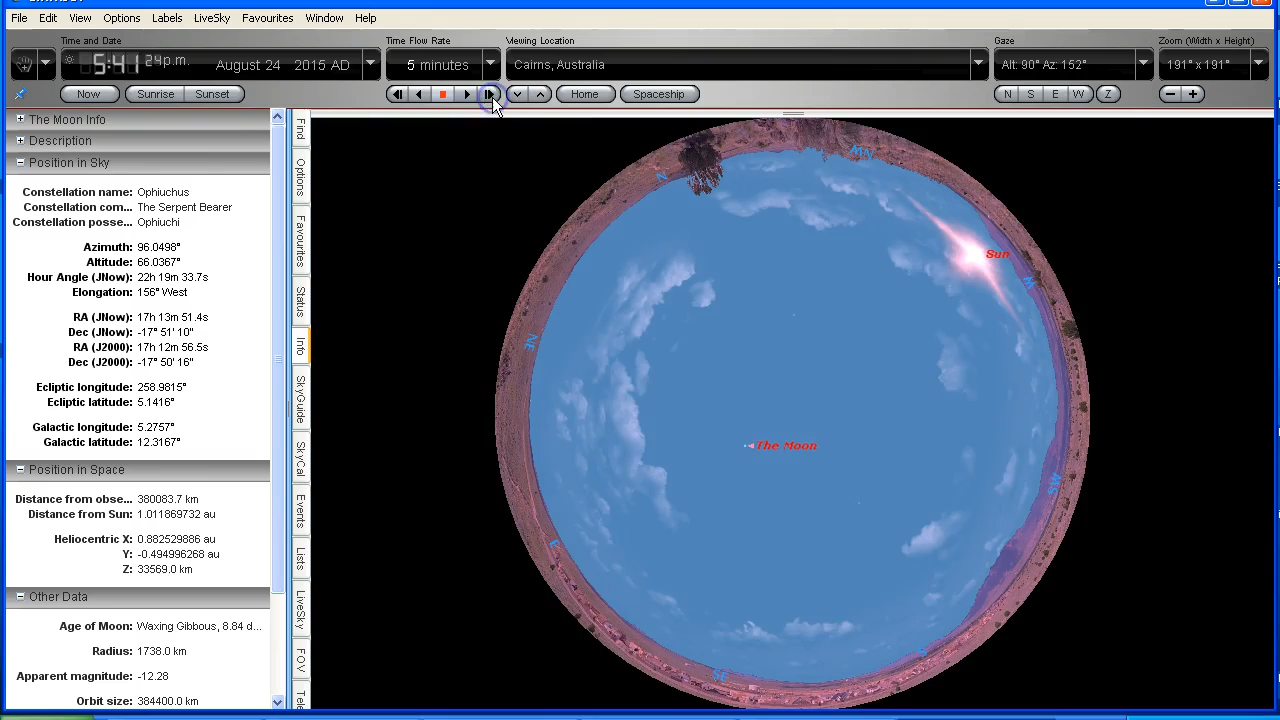 File Edit View Options Labels LiveSky Favourites Window Help
Time and Date Time Flow Rate Viewing Location Gaze Zoom (Width x Height)
5:41 24 p.m. August 24 2015 AD 5 minutes Cairns, Australia Alt: 90° Az: 152° 191° x 191°
Now Sunrise Sunset Home Spaceship N S E W Z
The Moon Info
Description
Position in Sky
Constellation name: Ophiuchus
Constellation com... The Serpent Bearer
Constellation posse... Ophiuchi
Azimuth: 96.0498°
Altitude: 66.0367°
Hour Angle (JNow): 22h 19m 33.7s
Elongation: 156° West
RA (JNow): 17h 13m 51.4s
Dec (JNow): -17° 51' 10"
RA (J2000): 17h 12m 56.5s
Dec (J2000): -17° 50' 16"
Ecliptic longitude: 258.9815°
Ecliptic latitude: 5.1416°
Galactic longitude: 5.2757°
Galactic latitude: 12.3167°
Position in Space
Distance from obse... 380083.7 km
Distance from Sun: 1.011869732 au
Heliocentric X: 0.882529886 au
Y: -0.494996268 au
Z: 33569.0 km
Other Data
Age of Moon: Waxing Gibbous, 8.84 d...
Radius: 1738.0 km
Apparent magnitude: -12.28
Orbit size: 384400.0 km
Find
Options
Favourites
Status
Info
SkyGuide
SkyCal
Events
Lists
LiveSky
FOV
Tele
N
NW
Sun
W
NE
The Moon
SW
E
S
SE